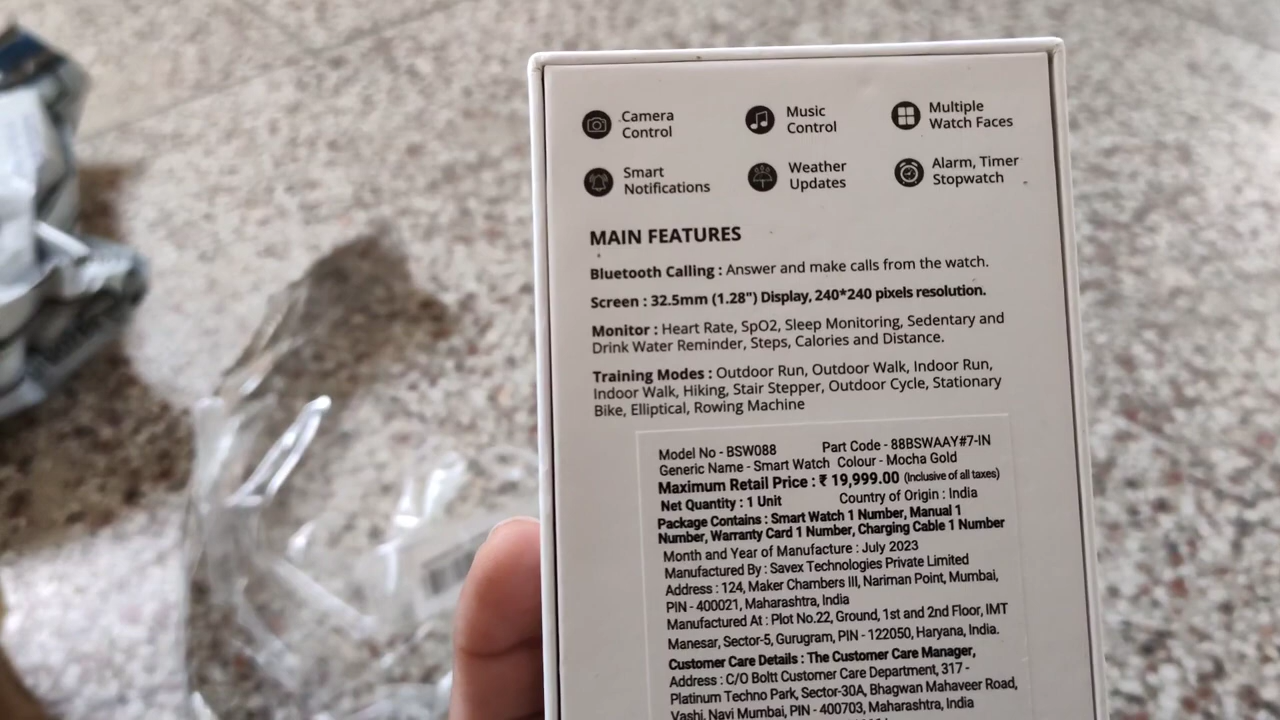 Camera Control
Music Control
Multiple Watch Faces
Smart Notifications
Weather Updates
Alarm, Timer Stopwatch
MAIN FEATURES
Bluetooth Calling : Answer and make calls from the watch.
Screen : 32.5mm (1.28") Display, 240*240 pixels resolution.
Monitor : Heart Rate, SpO2, Sleep Monitoring, Sedentary and
Drink Water Reminder, Steps, Calories and Distance.
Training Modes : Outdoor Run, Outdoor Walk, Indoor Run,
Indoor Walk, Hiking, Stair Stepper, Outdoor Cycle, Stationary
Bike, Elliptical, Rowing Machine
Model No - BSW088 Part Code - 88BSWAAY#7-IN
Generic Name - Smart Watch Colour - Mocha Gold
Maximum Retail Price : ₹ 19,999.00 (Inclusive of all taxes)
Net Quantity : 1 Unit Country of Origin : India
Package Contains : Smart Watch 1 Number, Manual 1
Number, Warranty Card 1 Number, Charging Cable 1 Number
Month and Year of Manufacture : July 2023
Manufactured By : Savex Technologies Private Limited
Address : 124, Maker Chambers III, Nariman Point, Mumbai,
PIN - 400021, Maharashtra, India
Manufactured At : Plot No.22, Ground, 1st and 2nd Floor, IMT
Manesar, Sector-5, Gurugram, PIN - 122050, Haryana, India.
Customer Care Details : The Customer Care Manager,
Address : C/O Boltt Customer Care Department, 317 -
Platinum Techno Park, Sector-30A, Bhagwan Mahaveer Road,
Vashi, Navi Mumbai, PIN - 400703, Maharashtra, India